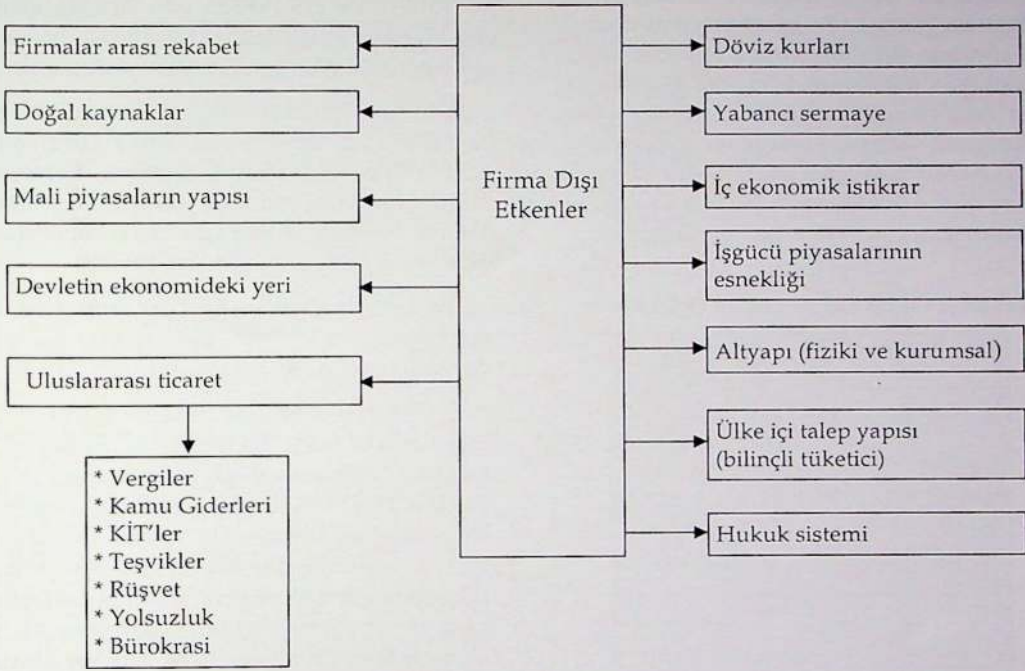 Firmalar arası rekabet
Doğal kaynaklar
Mali piyasaların yapısı
Devletin ekonomideki yeri
Uluslararası ticaret
* Vergiler
* Kamu Giderleri
* KİT'ler
* Teşvikler
* Rüşvet
* Yolsuzluk
* Bürokrasi
Firma Dışı
Etkenler
Döviz kurları
Yabancı sermaye
İç ekonomik istikrar
İşgücü piyasalarının
esnekliği
Altyapı (fiziki ve kurumsal)
Ülke içi talep yapısı
(bilinçli tüketici)
Hukuk sistemi